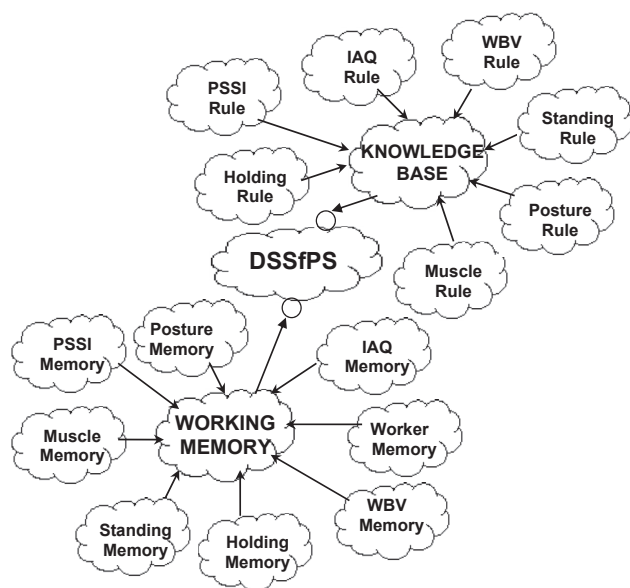 WBV
Rule
IAQ
Rule
PSSI
Rule
Standing
Rule
KNOWLEDGE
BASE
Holding
Rule
Posture
Rule
Muscle
Rule
DSSfPS
Posture
Memory
PSSI
Memory
IAQ
Memory
Muscle
Memory
WORKING
MEMORY
Worker
Memory
WBV
Memory
Standing
Memory
Holding
Memory